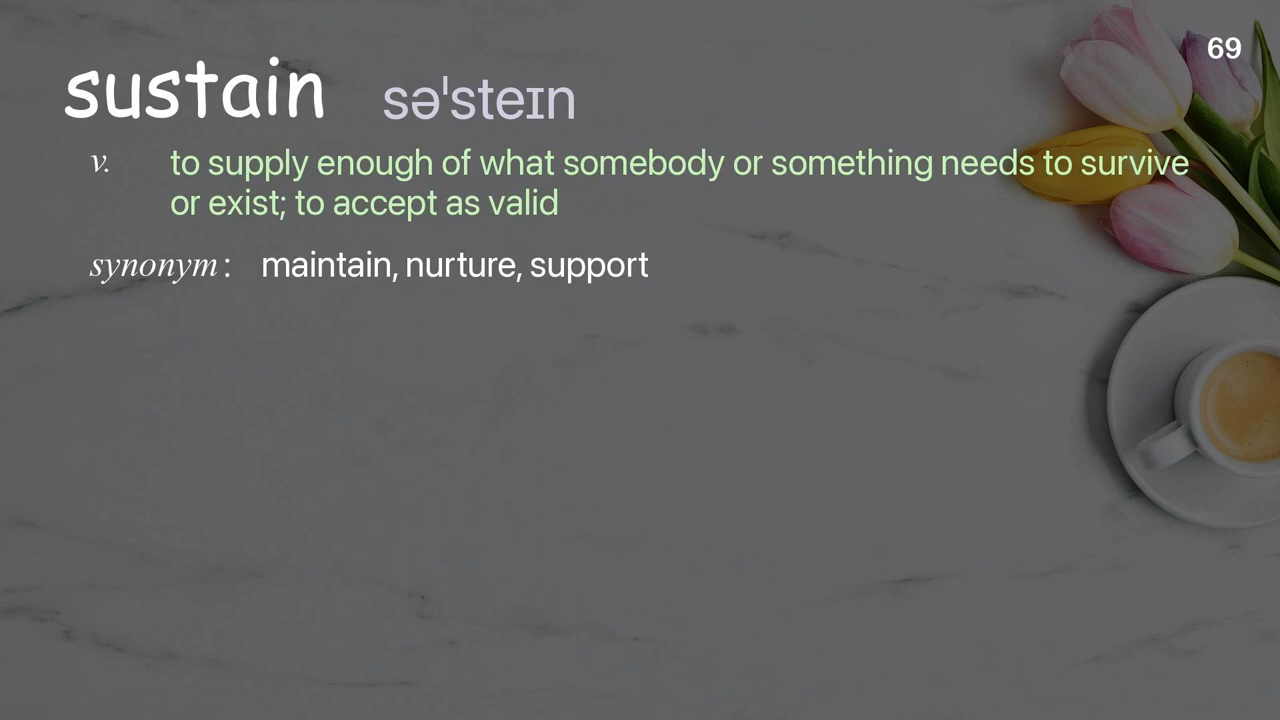 69
sustain səˈsteɪn
v. to supply enough of what somebody or something needs to survive
or exist; to accept as valid
synonym : maintain, nurture, support